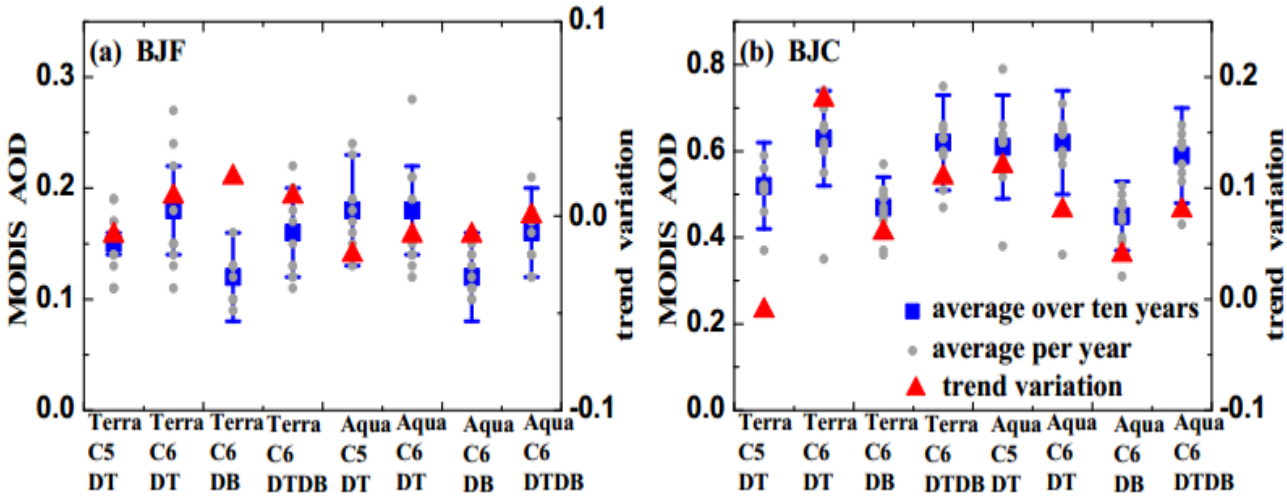 (a) BJF
MODIS AOD
0.3
0.2
0.1
0.0
0.1
0.0
-0.1
trend variation
Terra Terra Terra Terra Aqua Aqua Aqua Aqua
C5 C6 C6 C6 C5 C6 C6 C6
DT DT DB DTDB DT DT DB DTDB
(b) BJC
MODIS AOD
0.8
0.6
0.4
0.2
0.0
0.2
0.1
0.0
-0.1
trend variation
average over ten years
average per year
trend variation
Terra Terra Terra Terra Aqua Aqua Aqua Aqua
C5 C6 C6 C6 C5 C6 C6 C6
DT DT DB DTDB DT DT DB DTDB